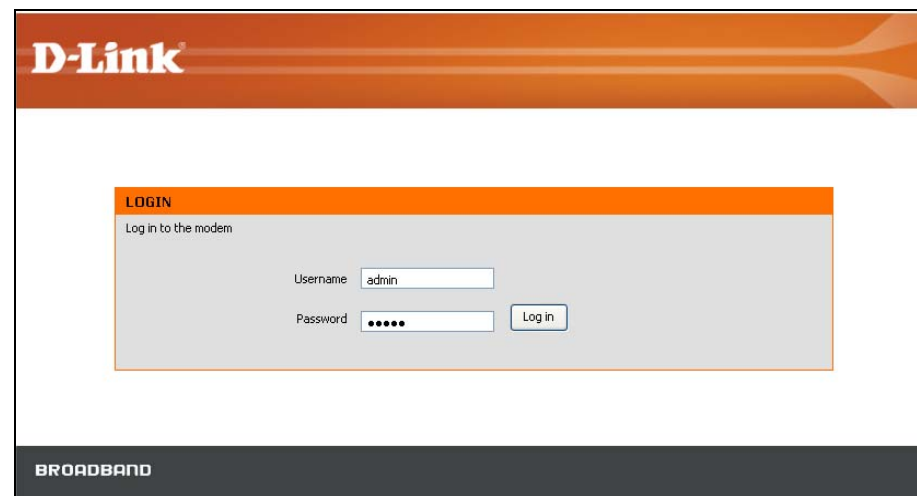 D-Link
LOGIN
Log in to the modem
Username admin
Password •••••
Log in
BROADBAND